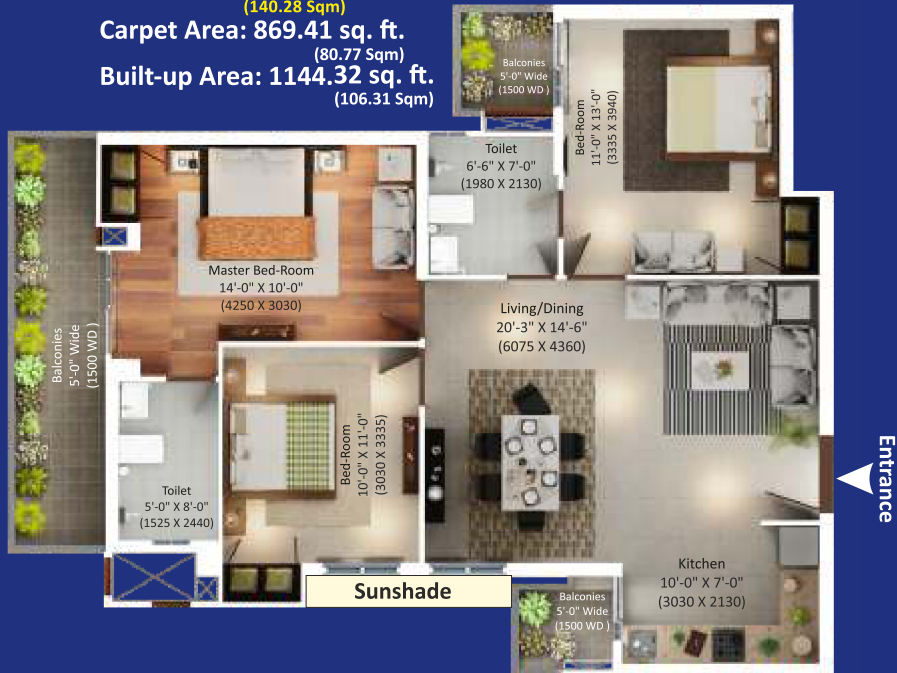 (140.28 Sqm)
Carpet Area: 869.41 sq. ft.
(80.77 Sqm)
Built-up Area: 1144.32 sq. ft.
(106.31 Sqm)
Balconies
5'-0" Wide
(1500 WD )
Bed-Room
11'-0" X 13'-0"
(3335 X 3940)
Toilet
6'-6" X 7'-0"
(1980 X 2130)
Master Bed-Room
14'-0" X 10'-0"
(4250 X 3030)
Living/Dining
20'-3" X 14'-6"
(6075 X 4360)
Balconies
5'-0" Wide
(1500 WD )
Bed-Room
10'-0" X 11'-0"
(3030 X 3335)
Entrance
Toilet
5'-0" X 8'-0"
(1525 X 2440)
Kitchen
10'-0" X 7'-0"
(3030 X 2130)
Sunshade
Balconies
5'-0" Wide
(1500 WD )